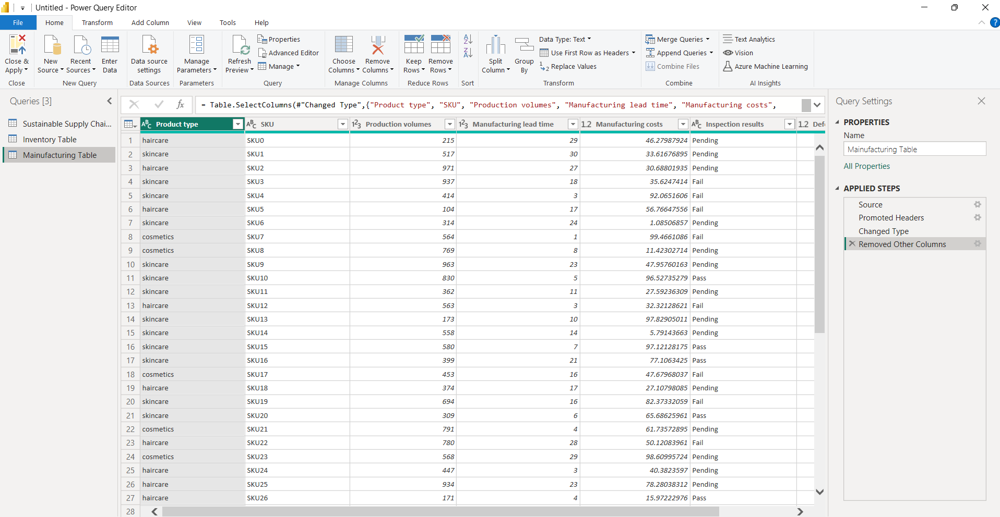 Untitled - Power Query Editor
File Home Transform Add Column View Tools Help
Close & Apply
Close
New Source
Recent Sources
Enter Data
New Query
Data source settings
Data Sources
Manage Parameters
Parameters
Refresh Preview
Properties
Advanced Editor
Manage
Query
Choose Columns
Remove Columns
Manage Columns
Keep Rows
Remove Rows
Reduce Rows
Sort
Split Column
Group By
Data Type: Text
Use First Row as Headers
Replace Values
Transform
Merge Queries
Append Queries
Combine Files
Combine
Text Analytics
Vision
Azure Machine Learning
AI Insights
Queries [3]
Sustainable Supply Chai...
Inventory Table
Mainufacturing Table
= Table.SelectColumns(#"Changed Type",{"Product type", "SKU", "Production volumes", "Manufacturing lead time", "Manufacturing costs",
Product type SKU Production volumes Manufacturing lead time Manufacturing costs Inspection results Def
1 haircare SKU0 215 29 46.27987924 Pending
2 skincare SKU1 517 30 33.61676895 Pending
3 haircare SKU2 971 27 30.68801935 Pending
4 skincare SKU3 937 18 35.6247414 Fail
5 skincare SKU4 414 3 92.0651606 Fail
6 haircare SKU5 104 17 56.76647556 Fail
7 skincare SKU6 314 24 1.08506857 Pending
8 cosmetics SKU7 564 1 99.4661086 Fail
9 cosmetics SKU8 769 8 11.42302714 Pending
10 skincare SKU9 963 23 47.95760163 Pending
11 skincare SKU10 830 5 96.52735279 Pass
12 skincare SKU11 362 11 27.59236309 Pending
13 haircare SKU12 563 3 32.32128621 Fail
14 skincare SKU13 173 10 97.82905011 Pending
15 skincare SKU14 558 14 5.79143663 Pending
16 skincare SKU15 580 7 97.12128175 Pass
17 skincare SKU16 399 21 77.1063425 Pass
18 cosmetics SKU17 453 16 47.67968037 Fail
19 haircare SKU18 374 17 27.10798085 Pending
20 skincare SKU19 694 16 82.37332059 Fail
21 skincare SKU20 309 6 65.68625961 Pass
22 cosmetics SKU21 791 4 61.73572895 Pending
23 haircare SKU22 780 28 50.12083961 Fail
24 cosmetics SKU23 568 29 98.60995724 Pending
25 haircare SKU24 447 3 40.3823597 Pending
26 haircare SKU25 934 23 78.28038312 Pending
27 haircare SKU26 171 4 15.97222976 Pass
28
Query Settings
PROPERTIES
Name
Mainufacturing Table
All Properties
APPLIED STEPS
Source
Promoted Headers
Changed Type
Removed Other Columns